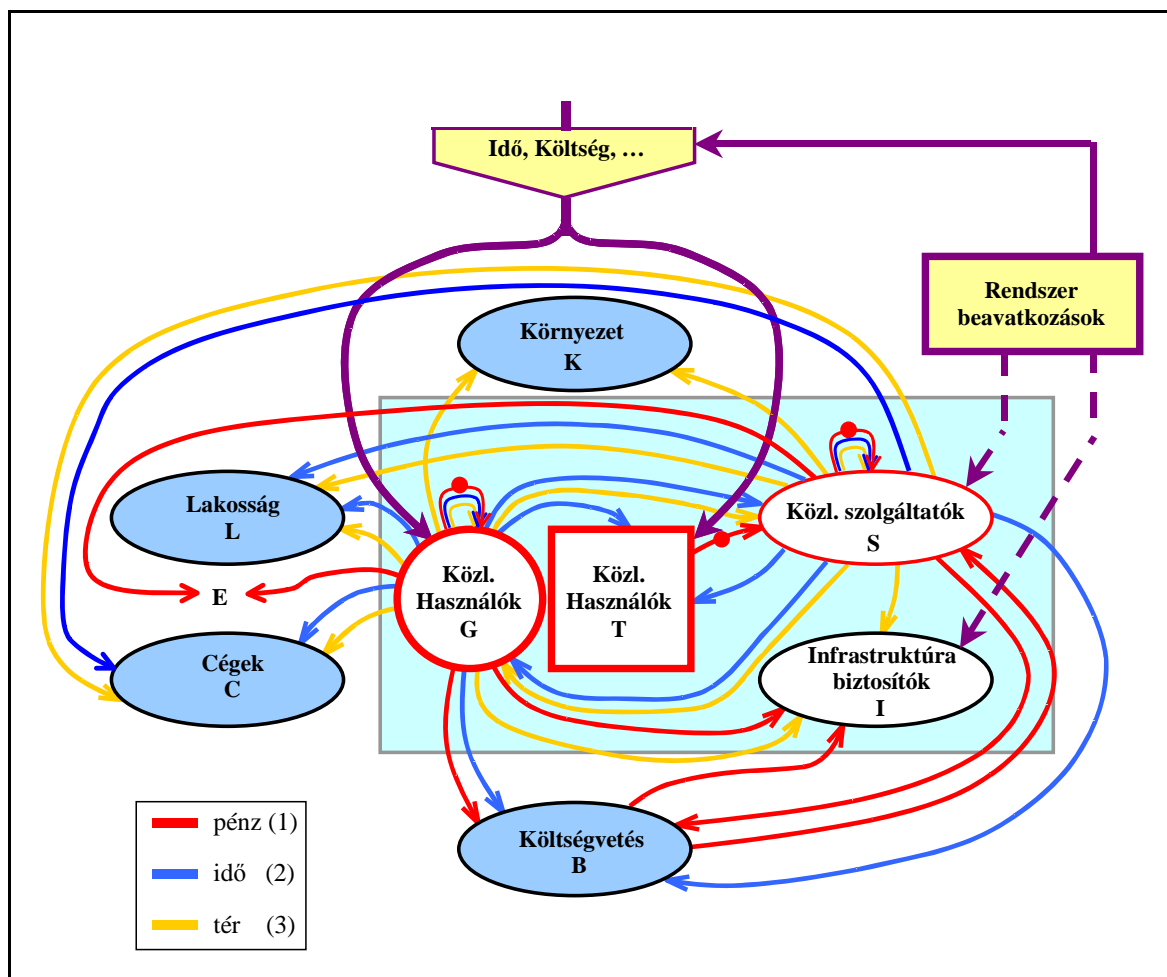 Idő, Költség, …
Rendszer
beavatkozások
Környezet
K
Lakosság
L
Közl. szolgáltatók
S
Közl.
Használók
G
Közl.
Használók
T
E
Cégek
C
Infrastruktúra
biztosítók
I
Költségvetés
B
pénz (1)
idő (2)
tér (3)